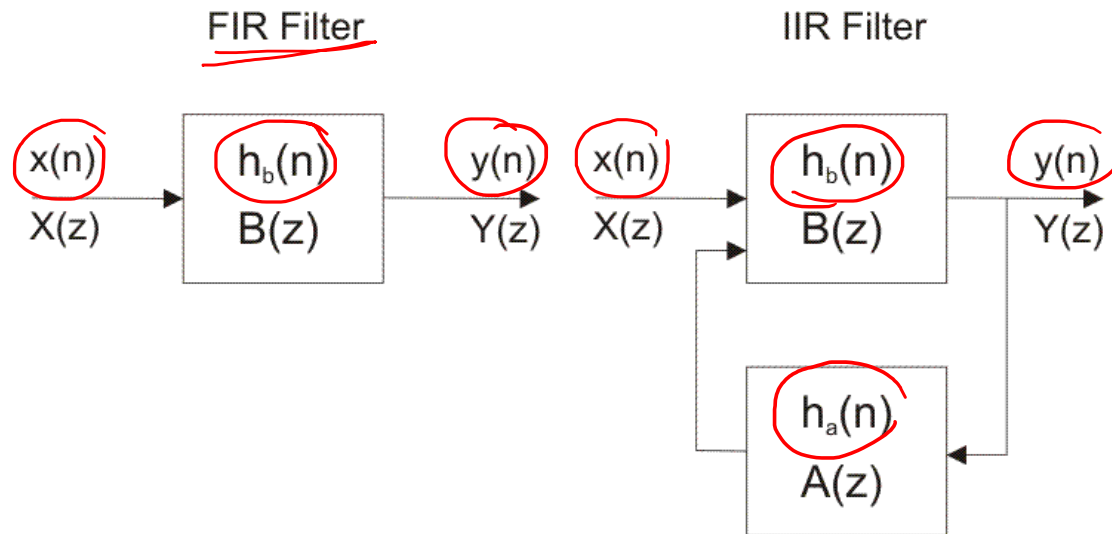 FIR Filter
x(n)
X(z)
h_b(n)
B(z)
y(n)
Y(z)
IIR Filter
x(n)
X(z)
h_b(n)
B(z)
y(n)
Y(z)
h_a(n)
A(z)